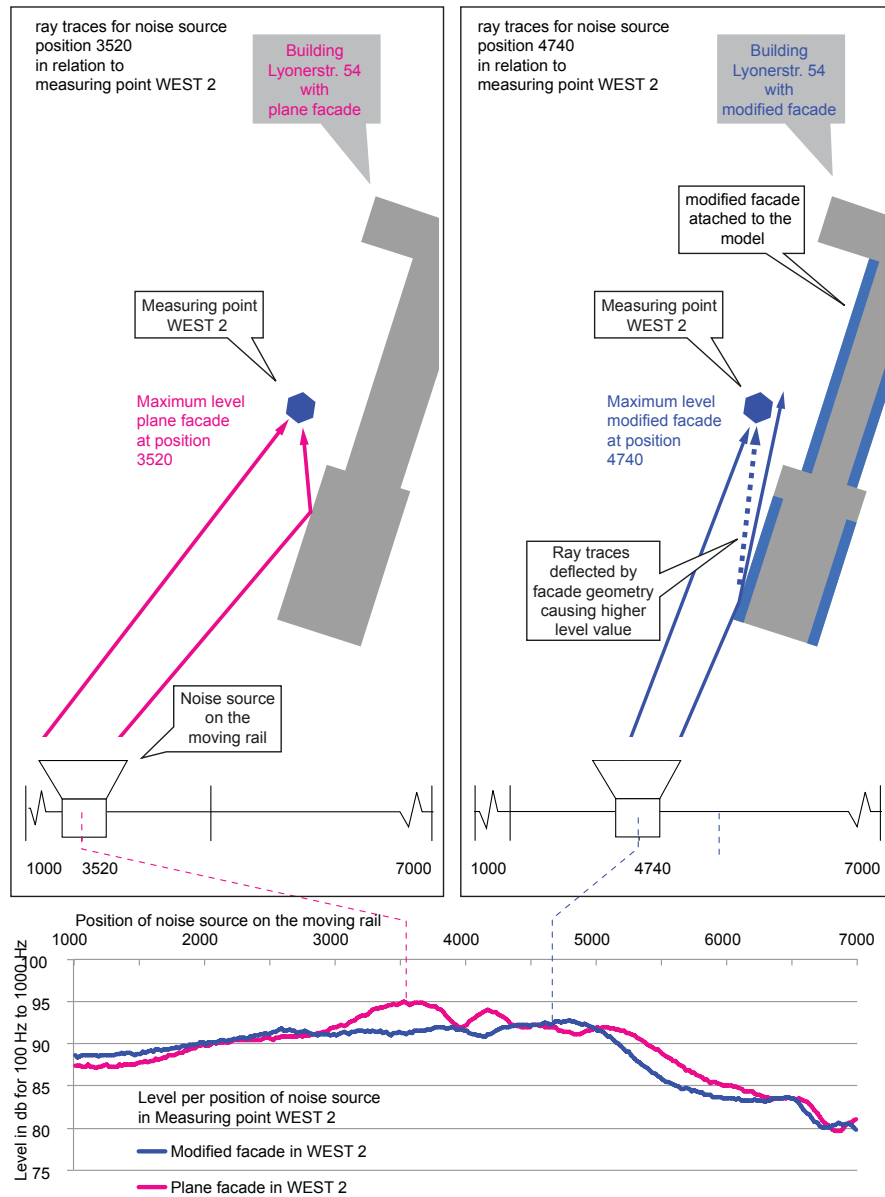 ray traces for noise source
position 3520
in relation to
measuring point WEST 2
Building
Lyonerstr. 54
with
plane facade
Measuring point
WEST 2
Maximum level
plane facade
at position
3520
Noise source
on the
moving rail
1000
3520
7000
ray traces for noise source
position 4740
in relation to
measuring point WEST 2
Building
Lyonerstr. 54
with
modified facade
modified facade
atached to the
model
Measuring point
WEST 2
Maximum level
modified facade
at position
4740
Ray traces
deflected by
facade geometry
causing higher
level value
1000
4740
7000
Position of noise source on the moving rail
1000 2000 3000 4000 5000 6000 7000
100
95
90
85
80
75
Level in db for 100 Hz to 1000 Hz
Level per position of noise source
in Measuring point WEST 2
Modified facade in WEST 2
Plane facade in WEST 2